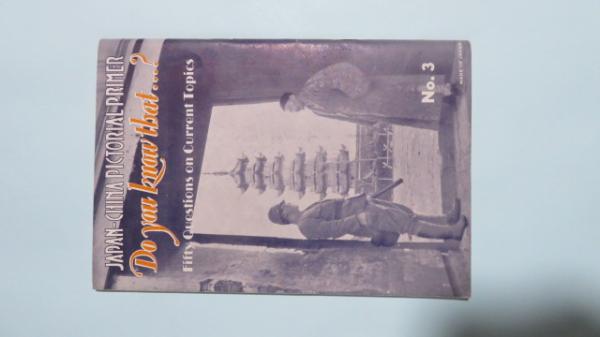 JAPAN-CHINA PICTORIAL PRIMER
Do you know that...?
Fifty Questions on Current Topics
No. 3